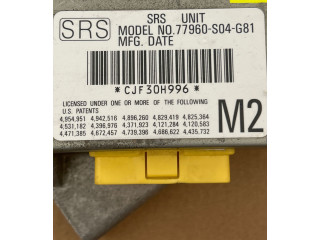 SRS
SRS UNIT
MODEL NO.77960-S04-G81
MFG. DATE
*CJF30H996*
LICENSED UNDER ONE OR MORE OF THE FOLLOWING
U.S. PATENTS
4,954,951 4,942,516 4,896,260 4,829,419 4,825,364
4,531,182 4,396,976 4,371,923 4,121,284 4,120,583
4,471,385 4,672,457 4,739,396 4,686,622 4,435,732
M2